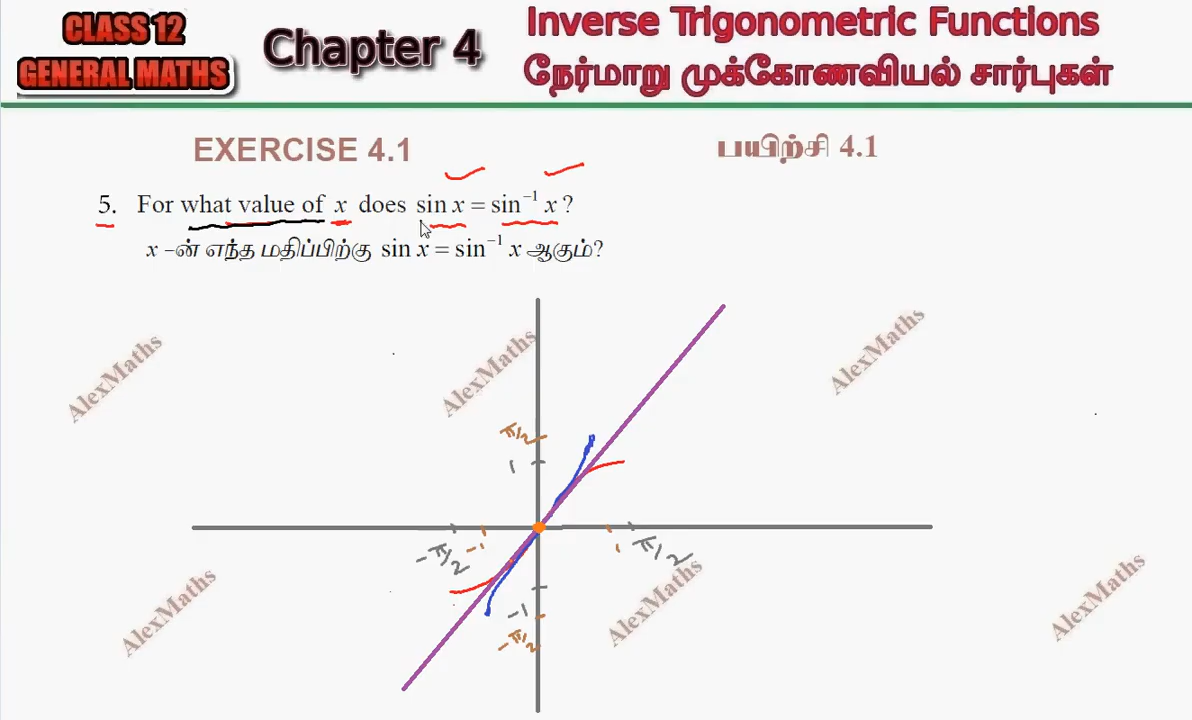 CLASS 12
GENERAL MATHS
Chapter 4
Inverse Trigonometric Functions
நேர்மாறு முக்கோணவியல் சார்புகள்
EXERCISE 4.1
பயிற்சி 4.1
5. For what value of x does sin x = sin⁻¹ x ?
x -ன் எந்த மதிப்பிற்கு sin x = sin⁻¹ x ஆகும்?
AlexMaths
AlexMaths
AlexMaths
π/2
1
-π/2
-1
1
π/2
-1
-π/2
AlexMaths
AlexMaths
AlexMaths